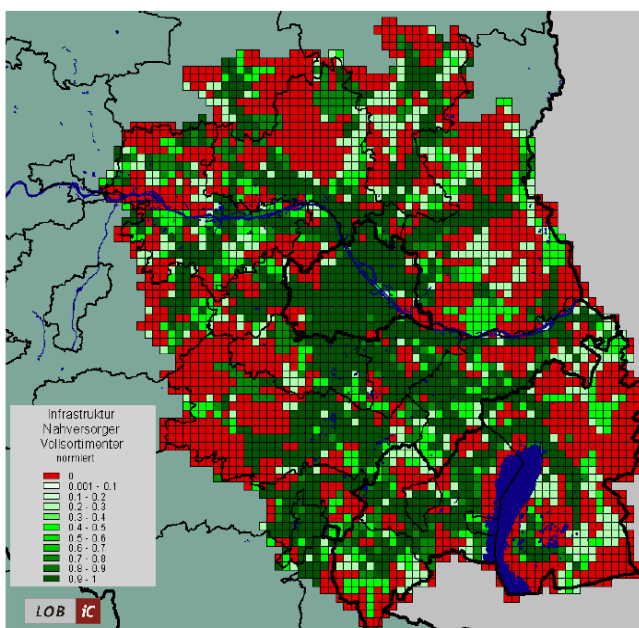 Infrastruktur
Nahversorger
Vollsortimenter
normiert
0
0.001 - 0.1
0.1 - 0.2
0.2 - 0.3
0.3 - 0.4
0.4 - 0.5
0.5 - 0.6
0.6 - 0.7
0.7 - 0.8
0.8 - 0.9
0.9 - 1
LOB iC